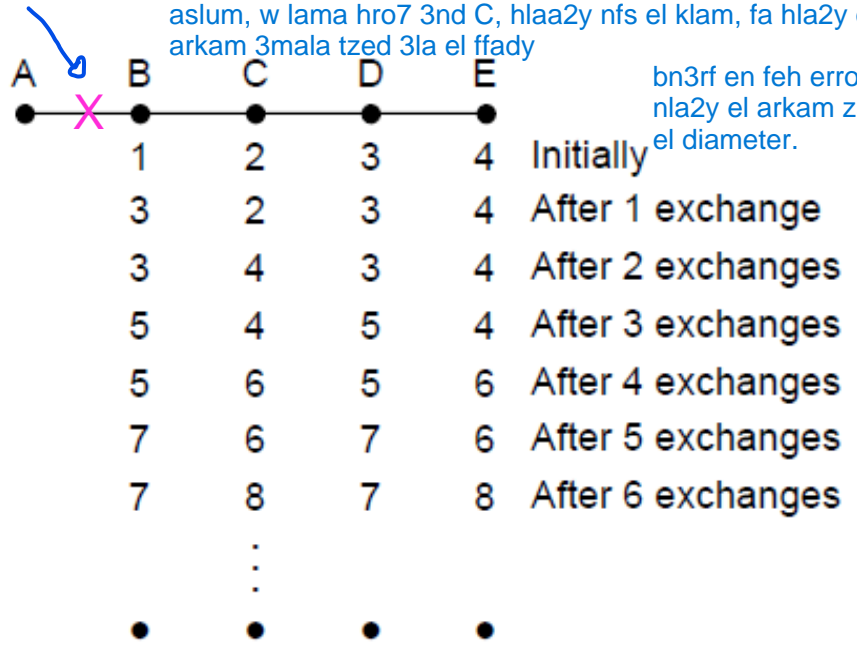 aslum, w lama hro7 3nd C, hlaa2y nfs el klam, fa hla2y
arkam 3mala tzed 3la el ffady
A B C D E
bn3rf en feh erro
nla2y el arkam z
el diameter.
X
1 2 3 4 Initially
3 2 3 4 After 1 exchange
3 4 3 4 After 2 exchanges
5 4 5 4 After 3 exchanges
5 6 5 6 After 4 exchanges
7 6 7 6 After 5 exchanges
7 8 7 8 After 6 exchanges